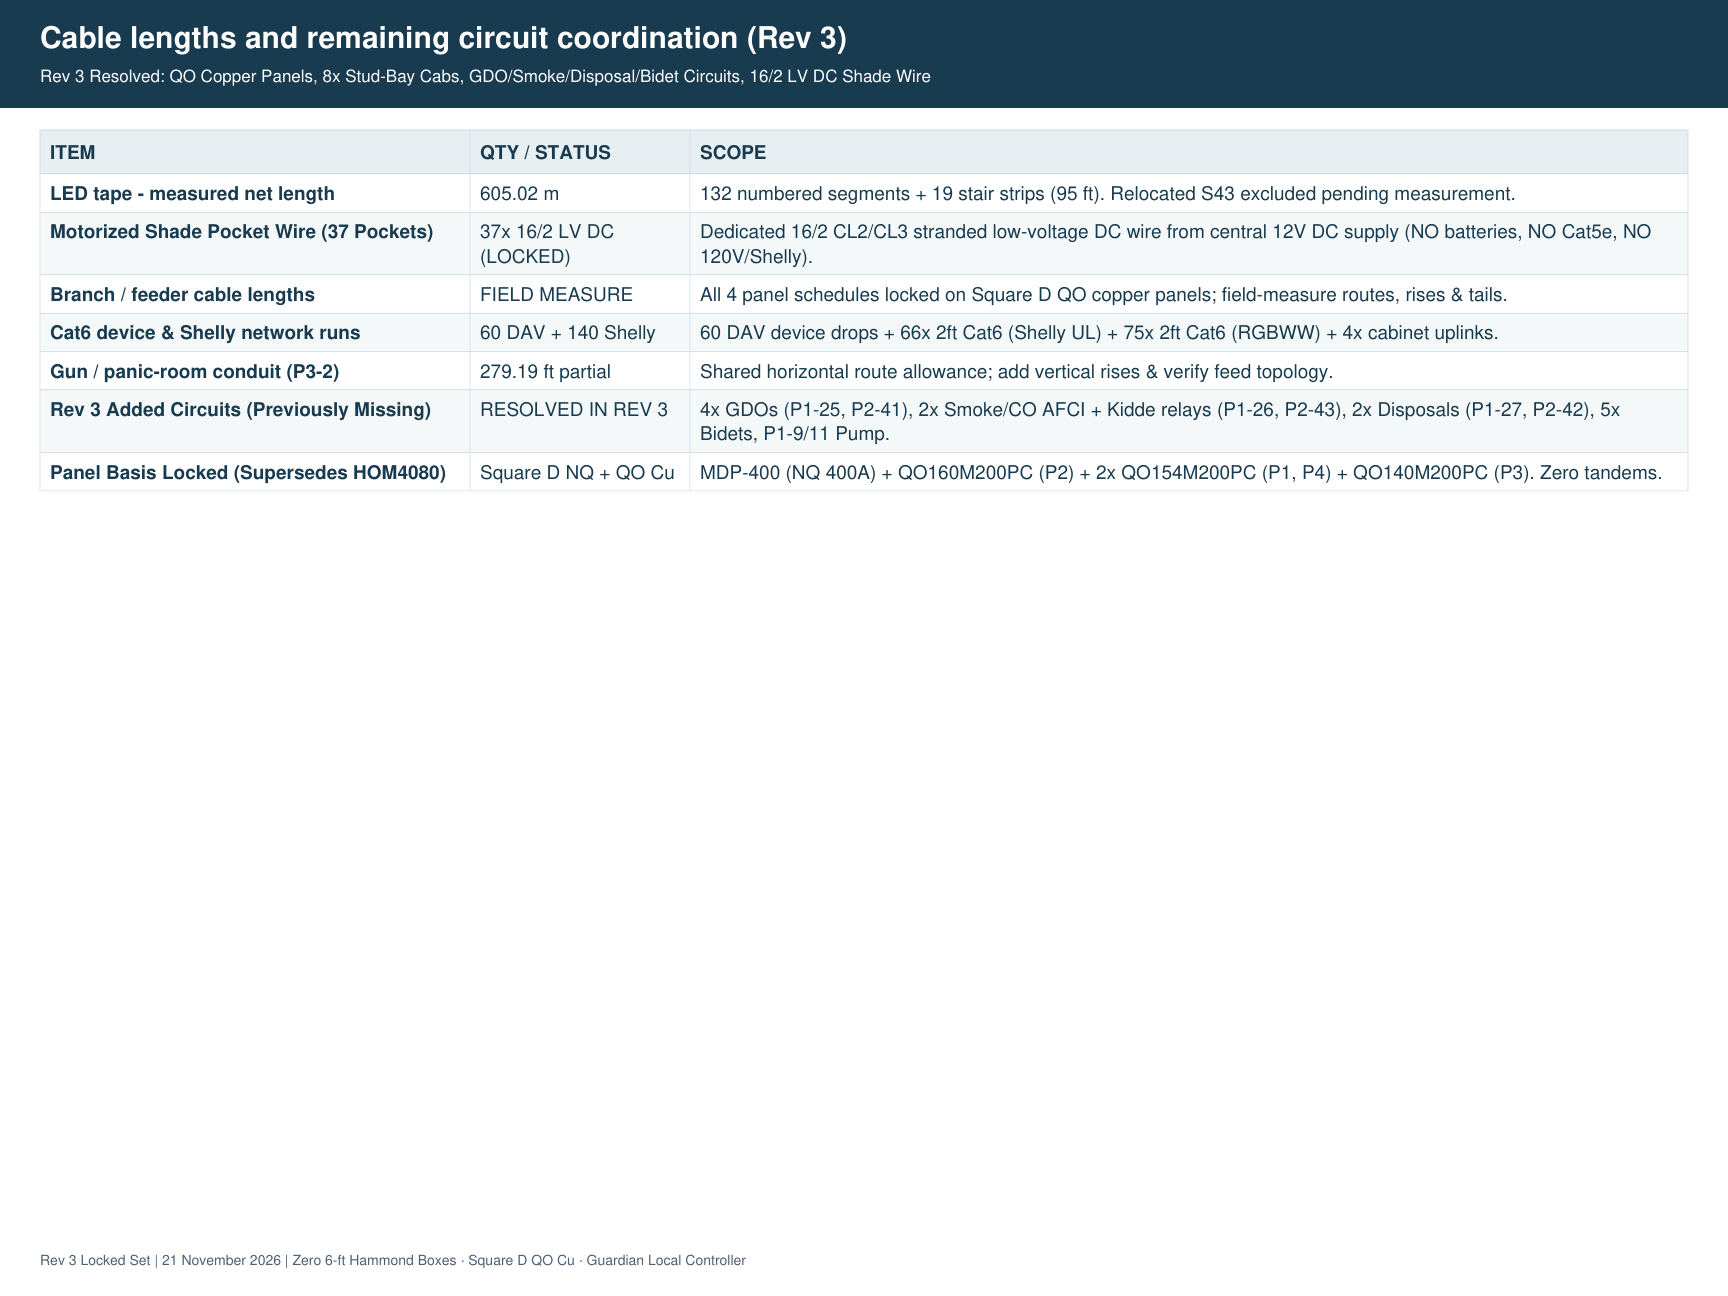 Cable lengths and remaining circuit coordination (Rev 3)
Rev 3 Resolved: QO Copper Panels, 8x Stud-Bay Cabs, GDO/Smoke/Disposal/Bidet Circuits, 16/2 LV DC Shade Wire
ITEM QTY / STATUS SCOPE
LED tape - measured net length 605.02 m 132 numbered segments + 19 stair strips (95 ft). Relocated S43 excluded pending measurement.
Motorized Shade Pocket Wire (37 Pockets) 37x 16/2 LV DC Dedicated 16/2 CL2/CL3 stranded low-voltage DC wire from central 12V DC supply (NO batteries, NO Cat5e, NO
(LOCKED) 120V/Shelly).
Branch / feeder cable lengths FIELD MEASURE All 4 panel schedules locked on Square D QO copper panels; field-measure routes, rises & tails.
Cat6 device & Shelly network runs 60 DAV + 140 Shelly 60 DAV device drops + 66x 2ft Cat6 (Shelly UL) + 75x 2ft Cat6 (RGBWW) + 4x cabinet uplinks.
Gun / panic-room conduit (P3-2) 279.19 ft partial Shared horizontal route allowance; add vertical rises & verify feed topology.
Rev 3 Added Circuits (Previously Missing) RESOLVED IN REV 3 4x GDOs (P1-25, P2-41), 2x Smoke/CO AFCI + Kidde relays (P1-26, P2-43), 2x Disposals (P1-27, P2-42), 5x
Bidets, P1-9/11 Pump.
Panel Basis Locked (Supersedes HOM4080) Square D NQ + QO Cu MDP-400 (NQ 400A) + QO160M200PC (P2) + 2x QO154M200PC (P1, P4) + QO140M200PC (P3). Zero tandems.
Rev 3 Locked Set | 21 November 2026 | Zero 6-ft Hammond Boxes · Square D QO Cu · Guardian Local Controller